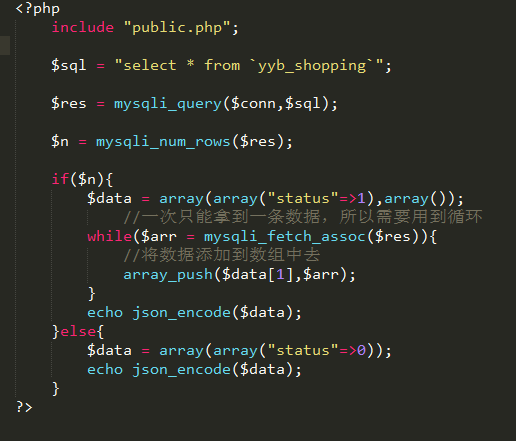 <?php
include "public.php";
$sql = "select * from `yyb_shopping`";
$res = mysqli_query($conn,$sql);
$n = mysqli_num_rows($res);
if($n){
$data = array(array("status"=>1),array());
//一次只能拿到一条数据，所以需要用到循环
while($arr = mysqli_fetch_assoc($res)){
//将数据添加到数组中去
array_push($data[1],$arr);
}
echo json_encode($data);
}else{
$data = array(array("status"=>0));
echo json_encode($data);
}
?>